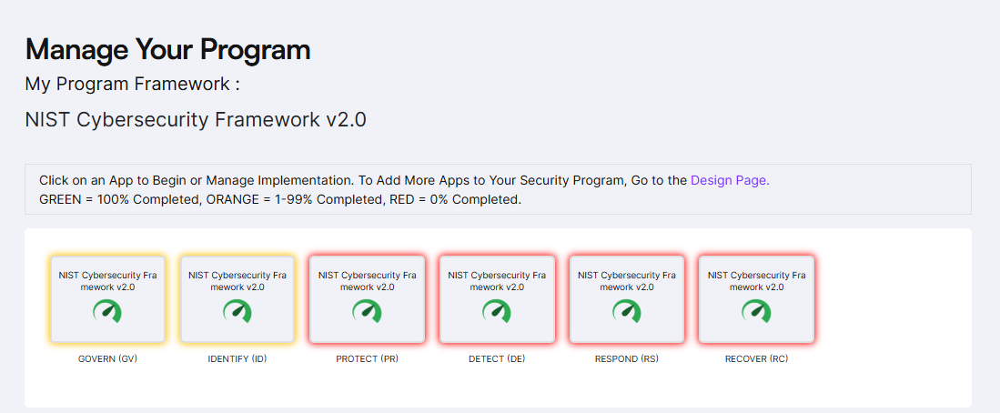 Manage Your Program
My Program Framework :
NIST Cybersecurity Framework v2.0
Click on an App to Begin or Manage Implementation. To Add More Apps to Your Security Program, Go to the Design Page.
GREEN = 100% Completed, ORANGE = 1-99% Completed, RED = 0% Completed.
NIST Cybersecurity Fra
mework v2.0
GOVERN (GV)
NIST Cybersecurity Fra
mework v2.0
IDENTIFY (ID)
NIST Cybersecurity Fra
mework v2.0
PROTECT (PR)
NIST Cybersecurity Fra
mework v2.0
DETECT (DE)
NIST Cybersecurity Fra
mework v2.0
RESPOND (RS)
NIST Cybersecurity Fra
mework v2.0
RECOVER (RC)